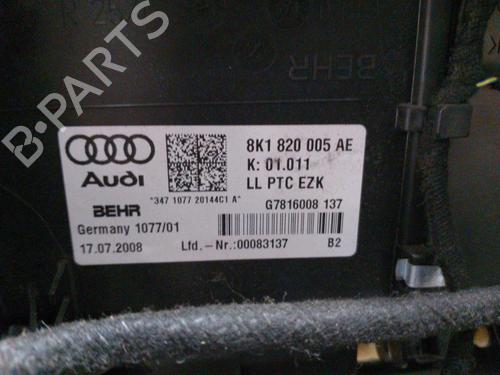 B-PARTS
BEHR
Audi
8K1 820 005 AE
K: 01.011
LL PTC EZK
*347 1077 20144C1 A*
G7816008 137
BEHR
Germany 1077/01
17.07.2008
Lfd.-Nr.:00083137
B2